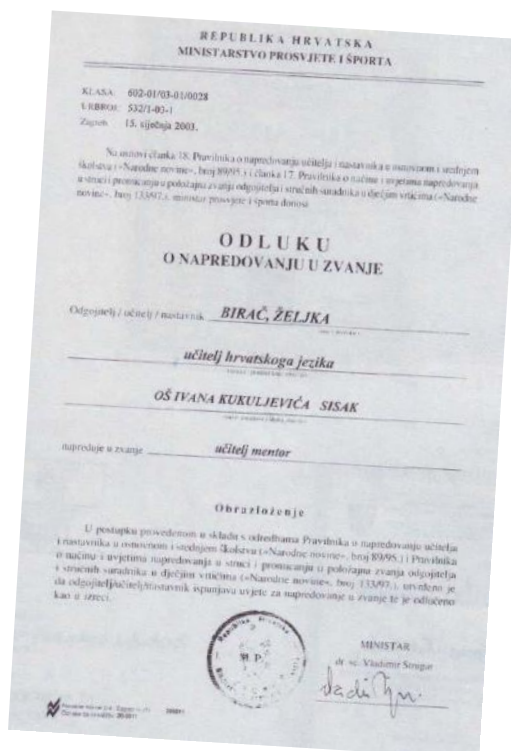 REPUBLIKA HRVATSKA
MINISTARSTVO PROSVJETE I ŠPORTA
KLASA: 602-01/03-01/0028
URBROJ: 532/1-03-1
Zagreb, 15. siječnja 2003.
Na osnovi članka 18. Pravilnika o napredovanju učitelja i nastavnika u osnovnom i srednjem
školstvu («Narodne novine», broj 89/95.) i članka 17. Pravilnika o načinu i uvjetima napredovanja
u struci i promicanju u položajna zvanja odgojitelja i stručnih suradnika u dječjim vrtićima («Narodne
novine», broj 133/97.), ministar prosvjete i športa donosi
ODLUKU
O NAPREDOVANJU U ZVANJE
Odgojitelj / učitelj / nastavnik BIRAČ, ŽELJKA
učitelj hrvatskoga jezika
OŠ IVANA KUKULJEVIĆA SISAK
napreduje u zvanje učitelj mentor
Obrazloženje
U postupku provedenom u skladu s odredbama Pravilnika o napredovanju učitelja
i nastavnika u osnovnom i srednjem školstvu («Narodne novine», broj 89/95.) i Pravilnika
o načinu i uvjetima napredovanja u struci i promicanju u položajna zvanja odgojitelja
i stručnih suradnika u dječjim vrtićima («Narodne novine», broj 133/97.), utvrđeno je
da odgojitelj/učitelj/nastavnik ispunjava uvjete za napredovanje u zvanje te je odlučeno
kao u izreci.
Republika Hrvatska
M.P.
MINISTAR
dr. sc. Vladimir Strugar